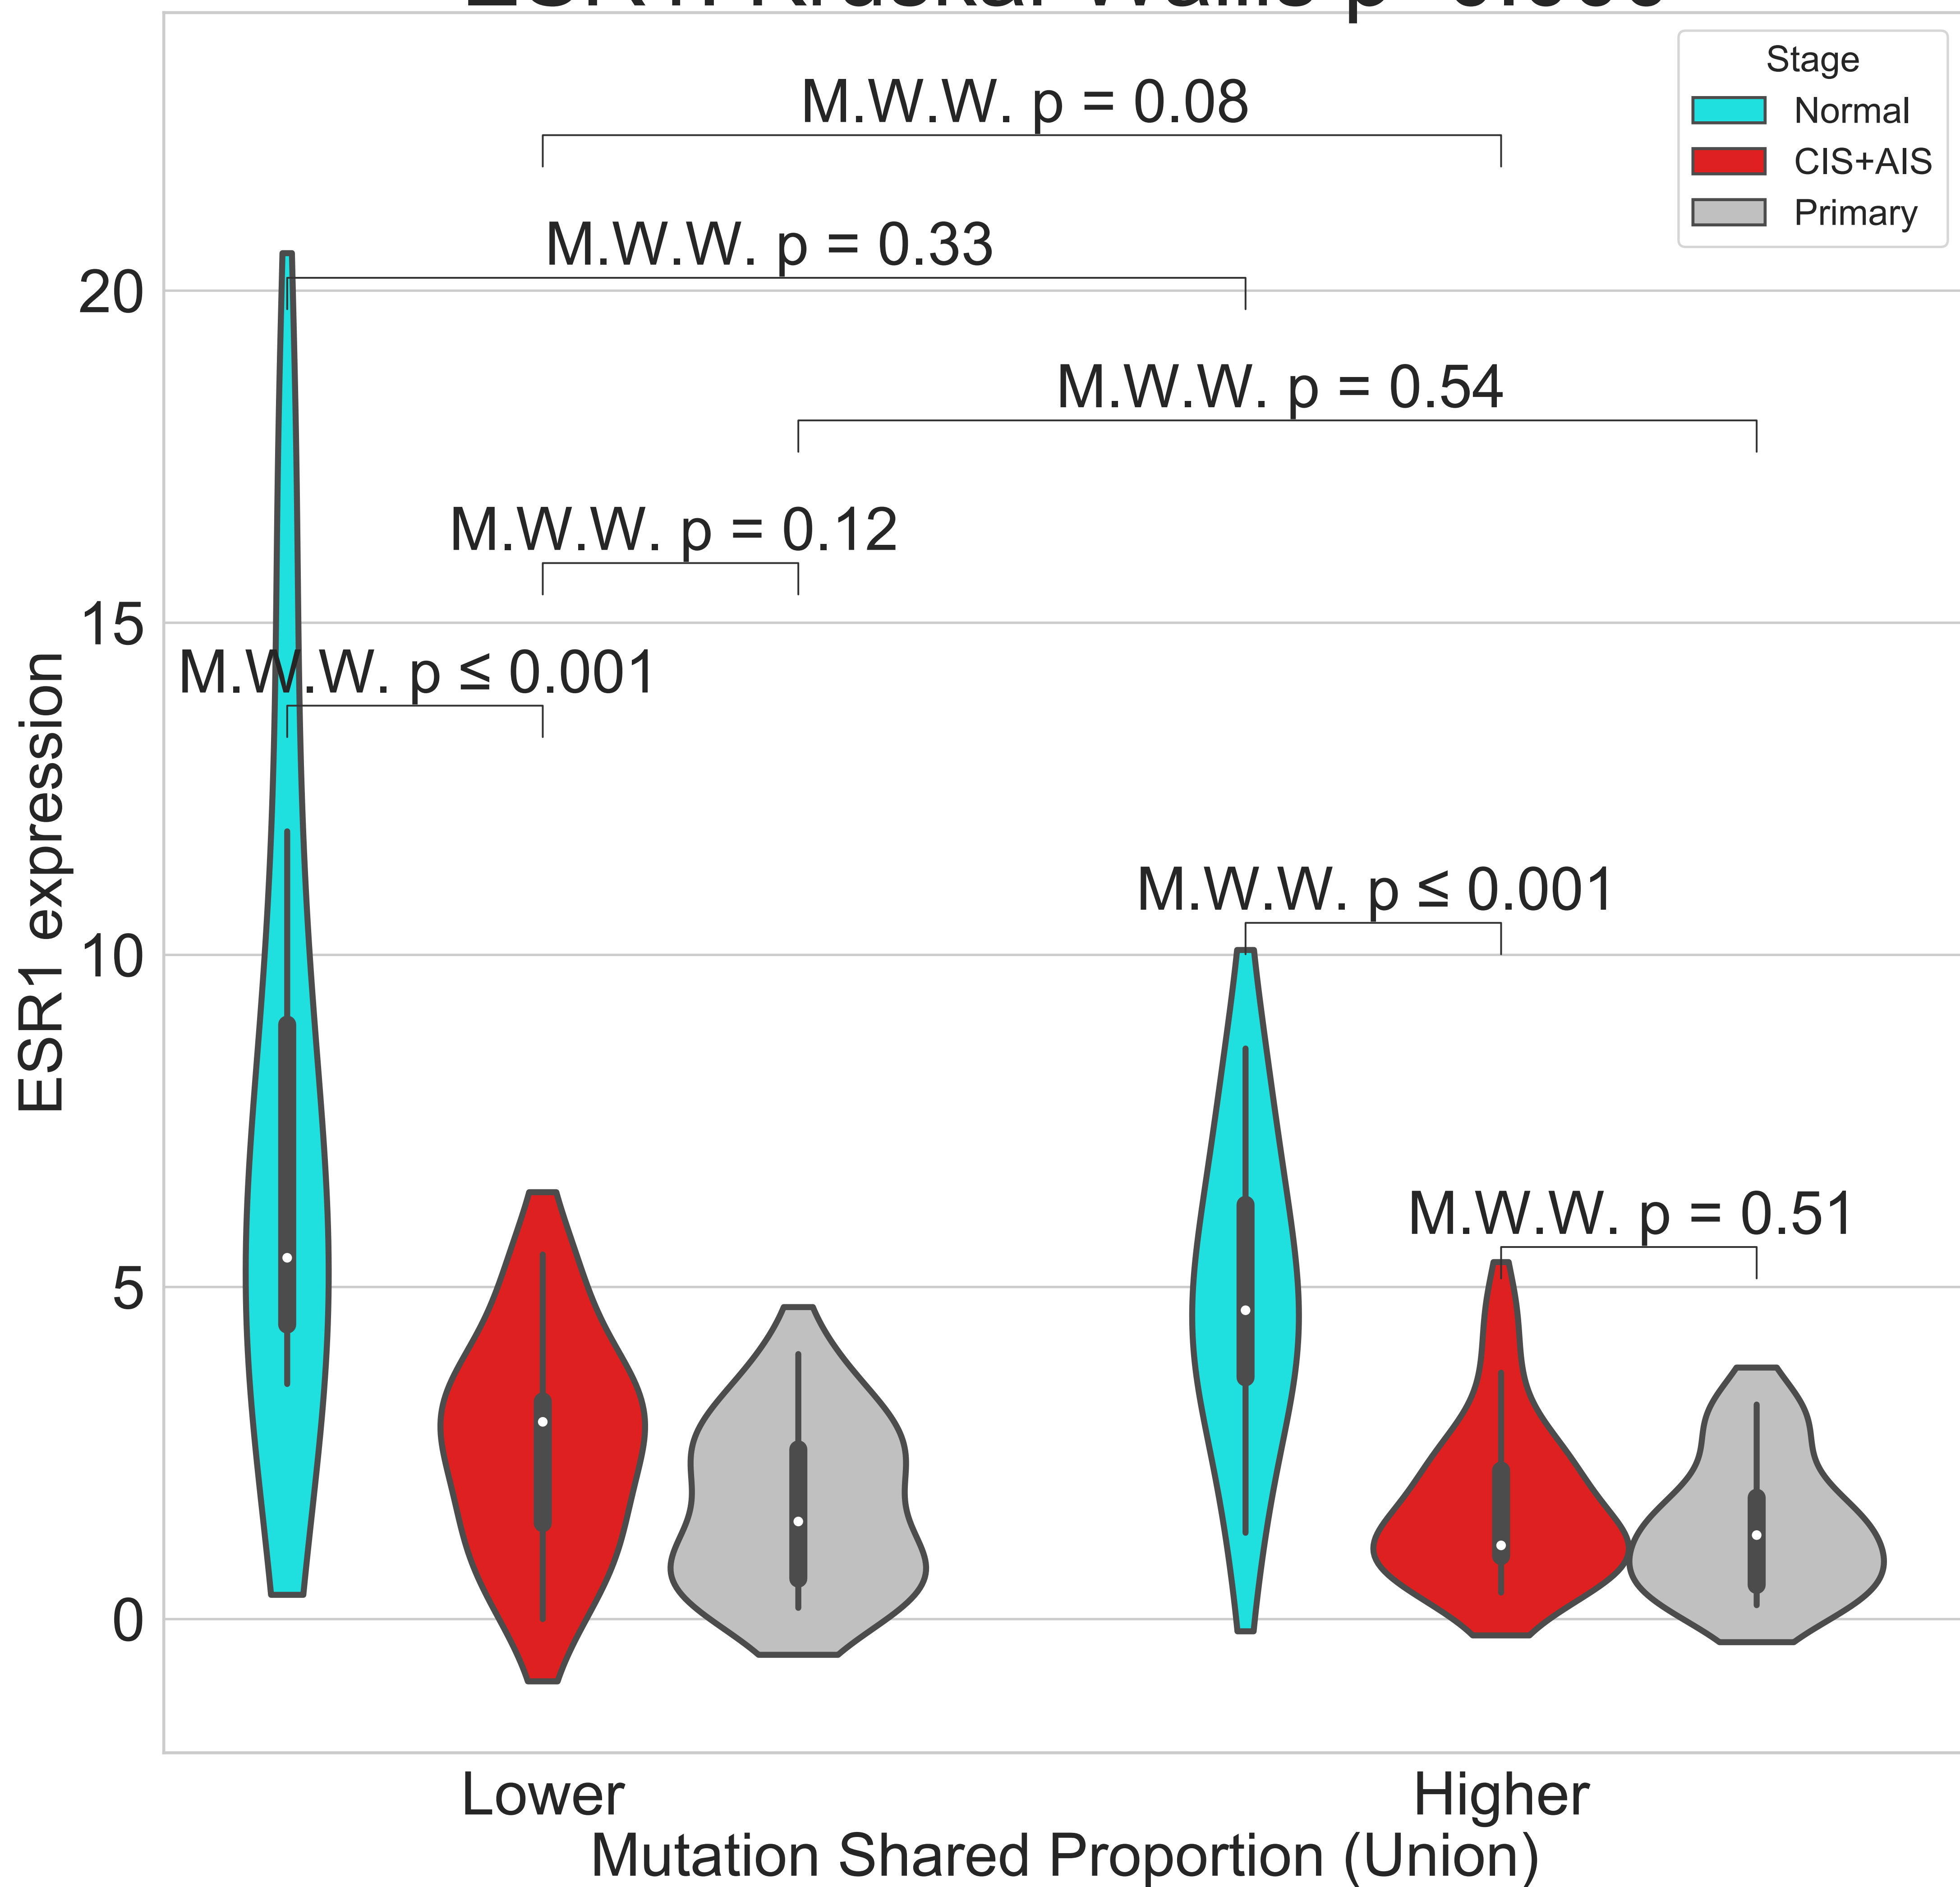 Stage
Normal
CIS+AIS
Primary
M.W.W. p = 0.08
M.W.W. p = 0.33
M.W.W. p = 0.54
M.W.W. p = 0.12
M.W.W. p ≤ 0.001
M.W.W. p ≤ 0.001
M.W.W. p = 0.51
20
15
10
5
0
ESR1 expression
Lower
Higher
Mutation Shared Proportion (Union)